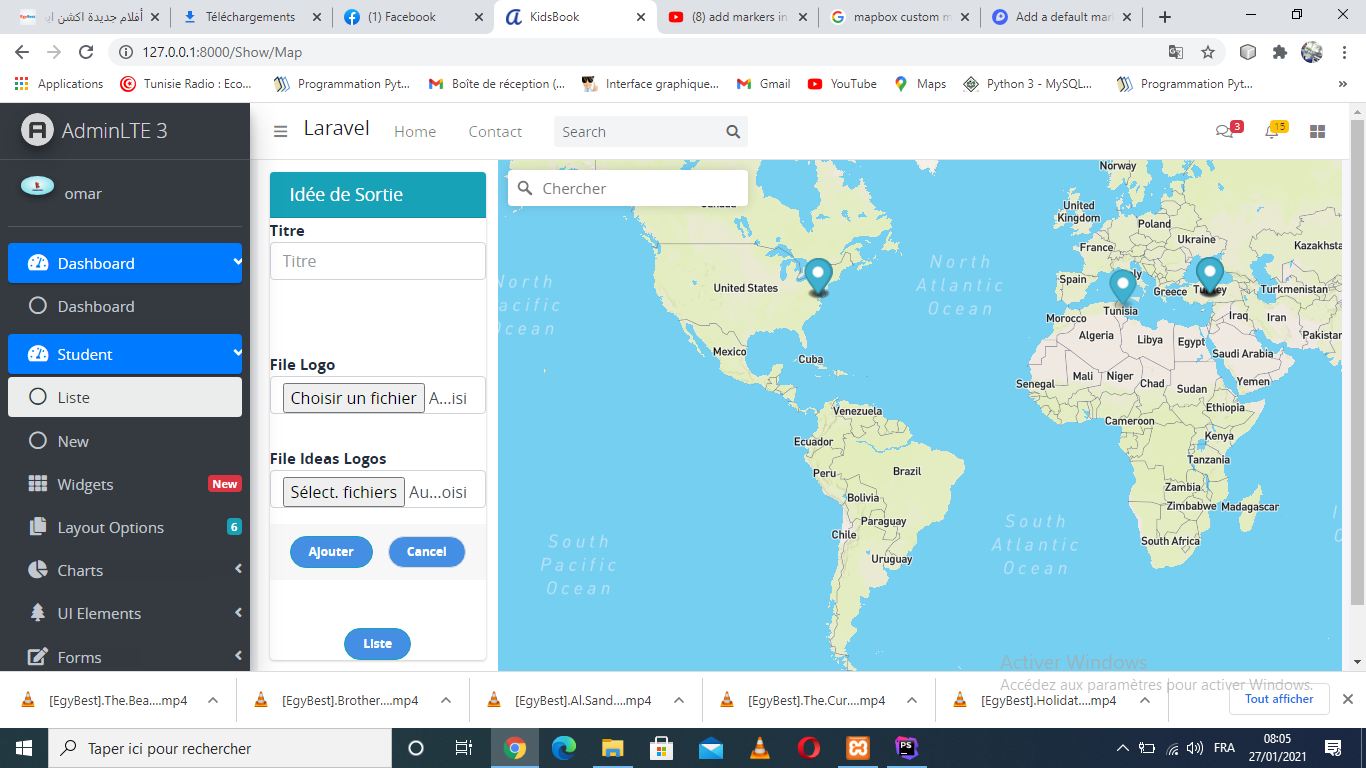 أفلام جديدة اكشن اي
Téléchargements
(1) Facebook
KidsBook
(8) add markers in
mapbox custom m
Add a default mar
127.0.0.1:8000/Show/Map
Applications
Tunisie Radio : Eco...
Programmation Pyt...
Boîte de réception (...
Interface graphique...
Gmail
YouTube
Maps
Python 3 - MySQL...
Programmation Pyt...
»
AdminLTE 3
Laravel
Home
Contact
Search
3
15
omar
Dashboard
Dashboard
Student
Liste
New
Widgets
New
Layout Options
6
Charts
UI Elements
Forms
Idée de Sortie
Titre
Titre
File Logo
Choisir un fichier
A...isi
File Ideas Logos
Sélect. fichiers
Au...oisi
Ajouter
Cancel
Liste
Chercher
Norway
United Kingdom
Poland
Ukraine
France
Kazakhsta
North Pacific Ocean
United States
North Atlantic Ocean
Spain
Greece
Turkey
Turkmenistan
Morocco
Tunisia
Iraq
Iran
Algeria
Libya
Egypt
Pakistan
Mexico
Cuba
Saudi Arabia
Senegal
Mali
Niger
Chad
Sudan
Yemen
Venezuela
Ethiopia
Cameroon
Ecuador
Kenya
Peru
Brazil
Tanzania
Bolivia
Zambia
Zimbabwe
Madagascar
Paraguay
Chile
South Atlantic Ocean
South Africa
South Pacific Ocean
Uruguay
Activer Windows
Accédez aux paramètres pour activer Windows.
[EgyBest].The.Bea....mp4
[EgyBest].Brother....mp4
[EgyBest].Al.Sand....mp4
[EgyBest].The.Cur....mp4
[EgyBest].Holidat....mp4
Tout afficher
Taper ici pour rechercher
FRA
08:05
27/01/2021